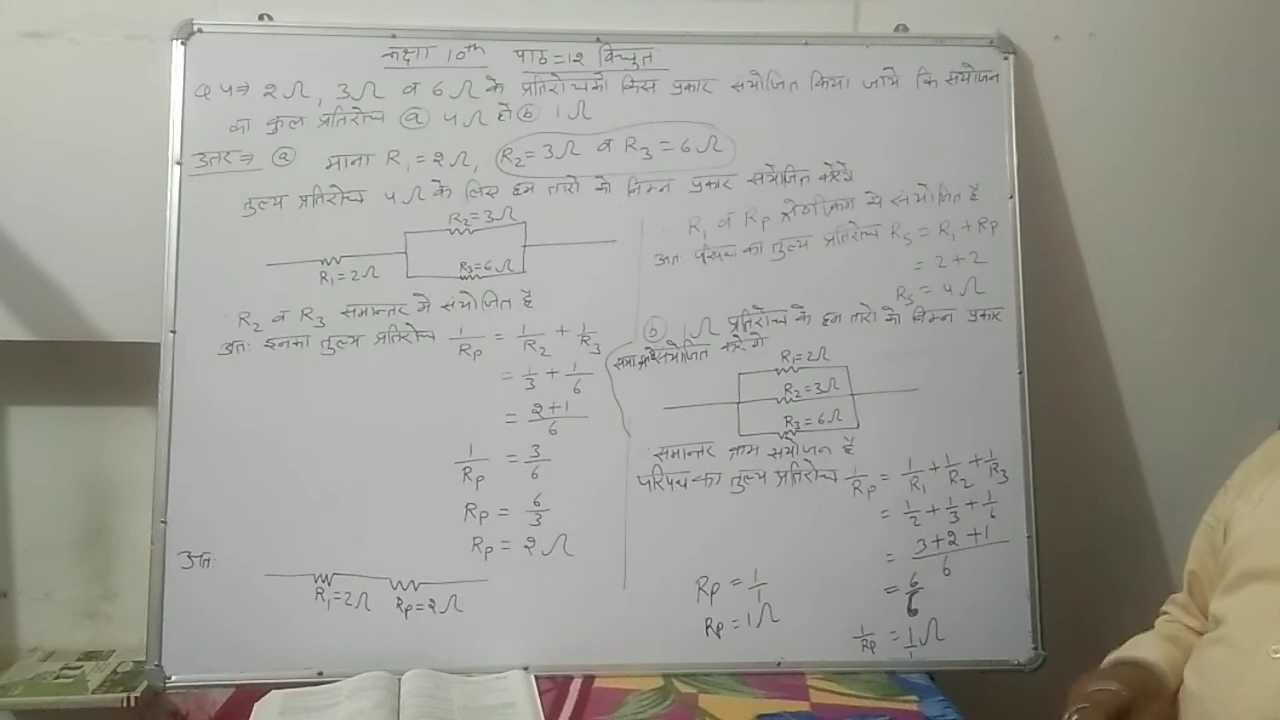 कक्षा 10th पाठ=12 विद्युत
Q 4⇒ 2Ω, 3Ω व 6Ω के प्रतिरोधको किस प्रकार संयोजित किया जाये कि संयोजन
का कुल प्रतिरोध ⓐ 4Ω हो ⓑ 1Ω
उत्तर⇒ ⓐ माना R₁=2Ω, R₂=3Ω व R₃=6Ω
तुल्य प्रतिरोध 4Ω के लिए हम तारो को निम्न प्रकार संयोजित करेंगे
R₂=3Ω
R₁=2Ω
R₃=6Ω
R₂ व R₃ समान्तर मे संयोजित है
अतः इनका तुल्य प्रतिरोध 1/Rp = 1/R₂ + 1/R₃
= 1/3 + 1/6
= 2+1/6
1/Rp = 3/6
Rp = 6/3
Rp = 2Ω
अतः
R₁=2Ω Rp=2Ω
R₁ व Rp श्रेणीक्रम मे संयोजित है
अतः परिपथ का तुल्य प्रतिरोध Rs = R₁ + Rp
= 2+2
Rs = 4Ω
ⓑ 1Ω प्रतिरोध के हम तारो को निम्न प्रकार
संयोजित करेंगे
R₁=2Ω
R₂=3Ω
R₃=6Ω
समान्तर क्रम संयोजन है
परिपथ का तुल्य प्रतिरोध 1/Rp = 1/R₁ + 1/R₂ + 1/R₃
= 1/2 + 1/3 + 1/6
= 3+2+1/6
= 6/6
1/Rp = 1/1 Ω
Rp = 1/1
Rp = 1Ω